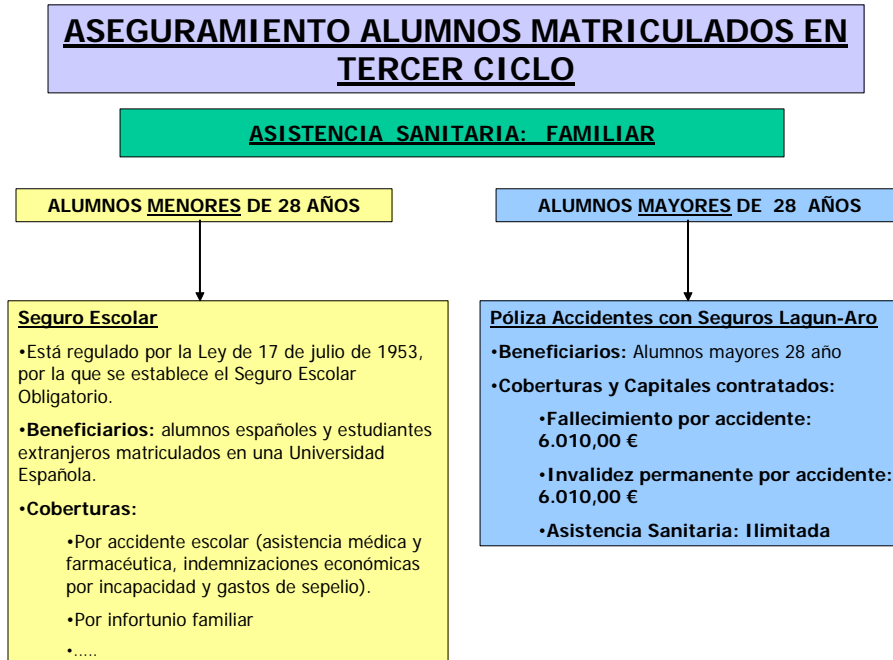 ASEGURAMIENTO ALUMNOS MATRICULADOS EN
TERCER CICLO
ASISTENCIA SANITARIA: FAMILIAR
ALUMNOS MENORES DE 28 AÑOS
Seguro Escolar
•Está regulado por la Ley de 17 de julio de 1953,
por la que se establece el Seguro Escolar
Obligatorio.
•Beneficiarios: alumnos españoles y estudiantes
extranjeros matriculados en una Universidad
Española.
•Coberturas:
•Por accidente escolar (asistencia médica y
farmacéutica, indemnizaciones económicas
por incapacidad y gastos de sepelio).
•Por infortunio familiar
•.....
ALUMNOS MAYORES DE 28 AÑOS
Póliza Accidentes con Seguros Lagun-Aro
•Beneficiarios: Alumnos mayores 28 año
•Coberturas y Capitales contratados:
•Fallecimiento por accidente:
6.010,00 €
•Invalidez permanente por accidente:
6.010,00 €
•Asistencia Sanitaria: Ilimitada